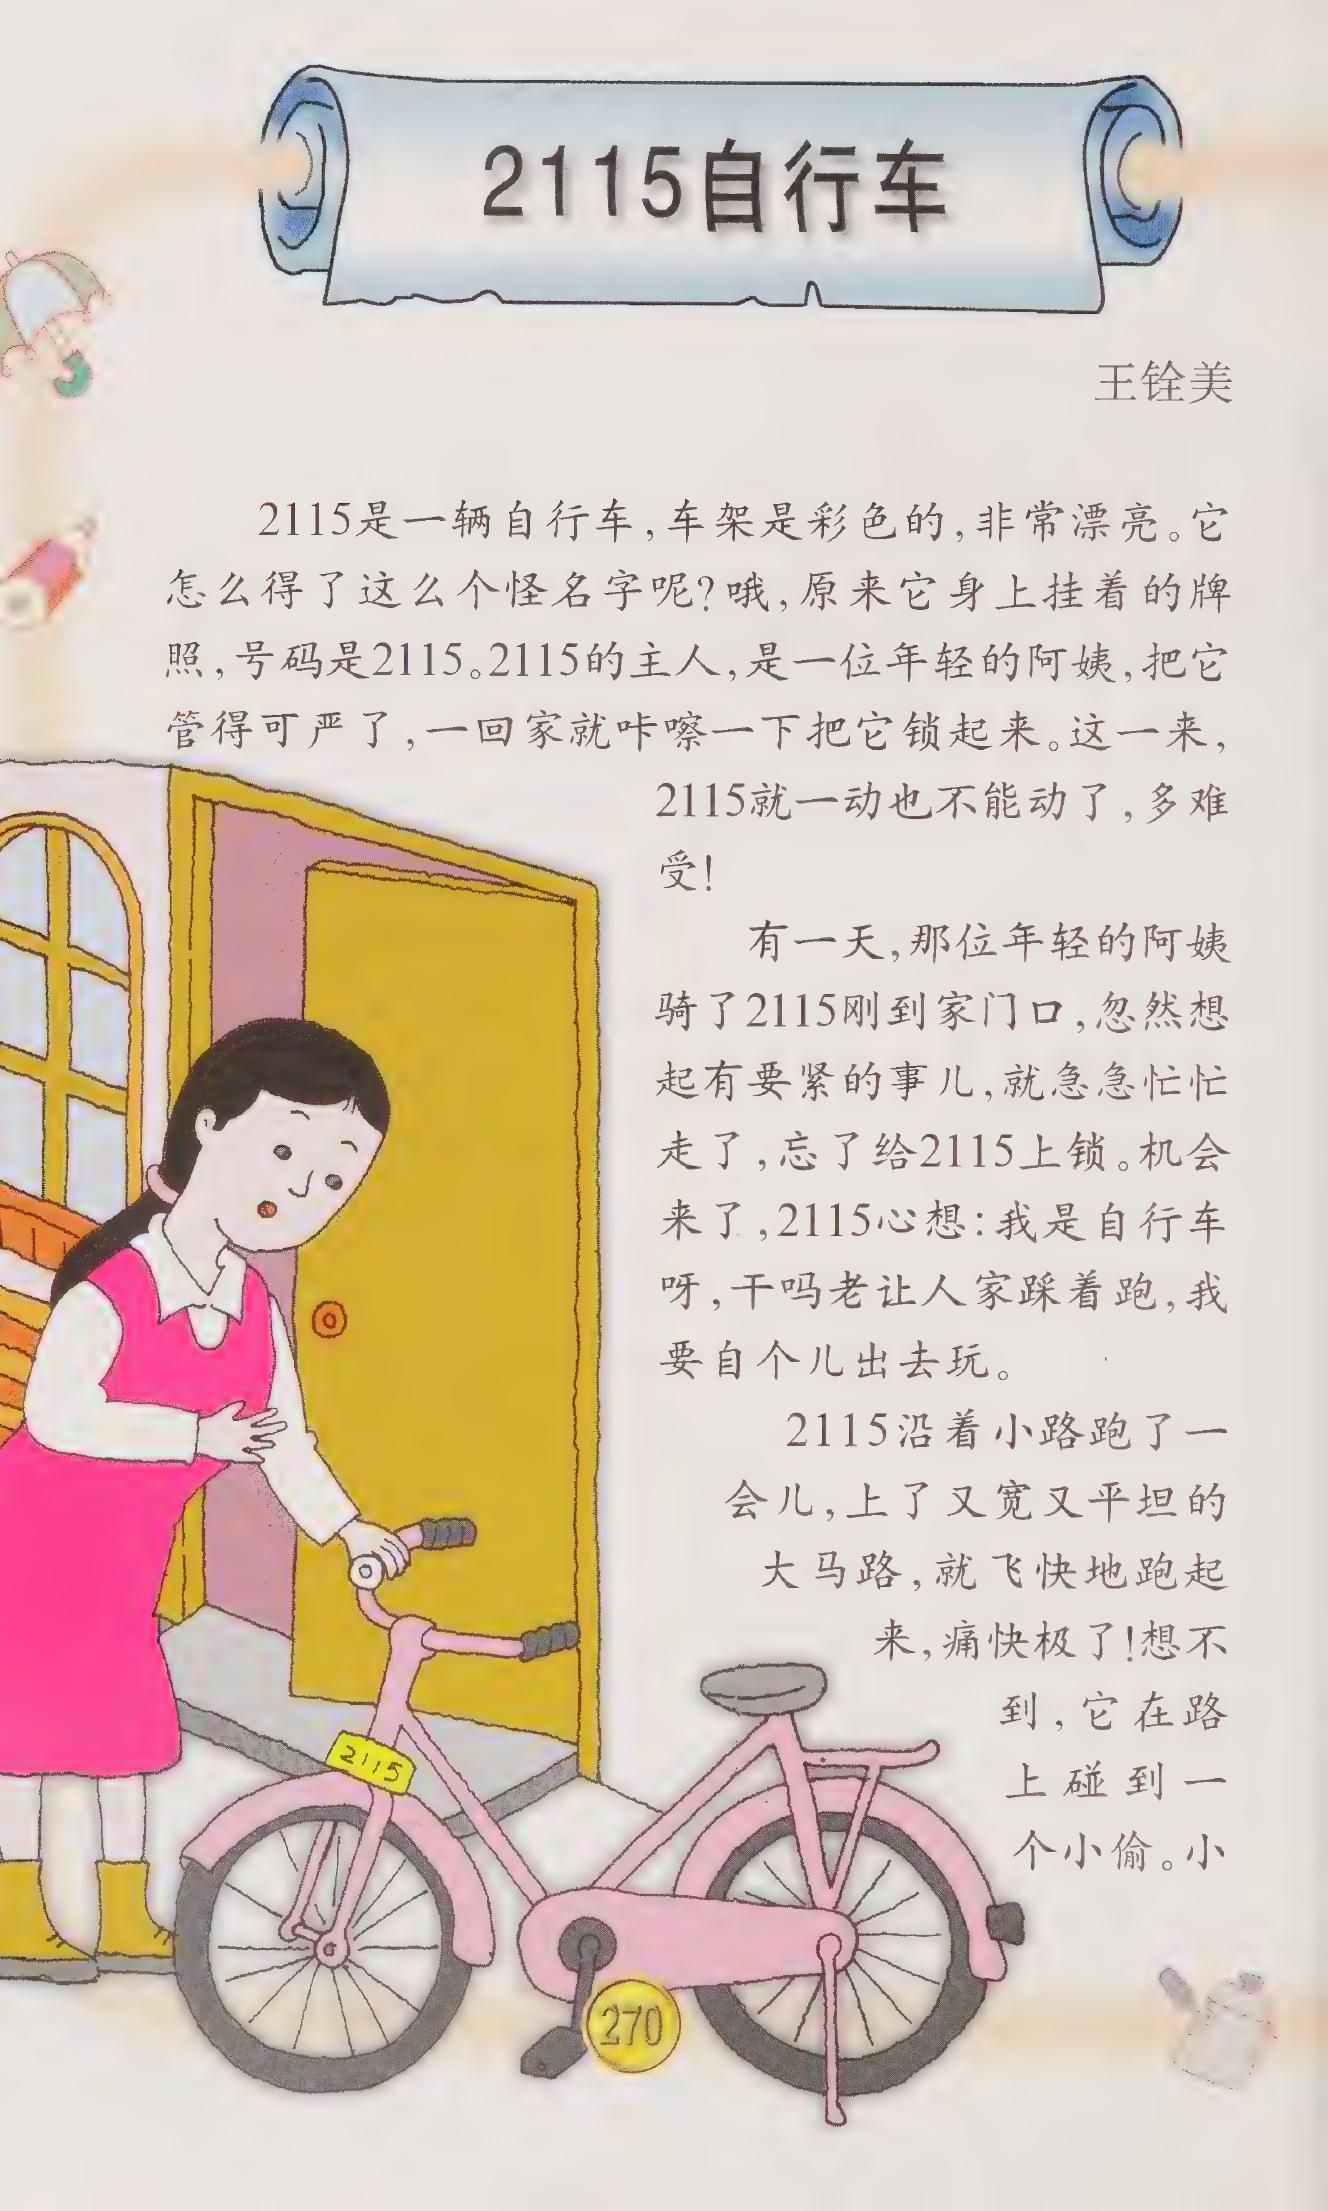 2115自行车
王铨美
2115是一辆自行车,车架是彩色的,非常漂亮。它
怎么得了这么个怪名字呢?哦,原来它身上挂着的牌
照,号码是2115。2115的主人,是一位年轻的阿姨,把它
管得可严了,一回家就咔嚓一下把它锁起来。这一来,
2115就一动也不能动了,多难
受!
有一天,那位年轻的阿姨
骑了2115刚到家门口,忽然想
起有要紧的事儿,就急急忙忙
走了,忘了给2115上锁。机会
来了,2115心想:我是自行车
呀,干吗老让人家踩着跑,我
要自个儿出去玩。
2115沿着小路跑了一
会儿,上了又宽又平坦的
大马路,就飞快地跑起
来,痛快极了!想不
到,它在路
上碰到一
个小偷。小
2115
270